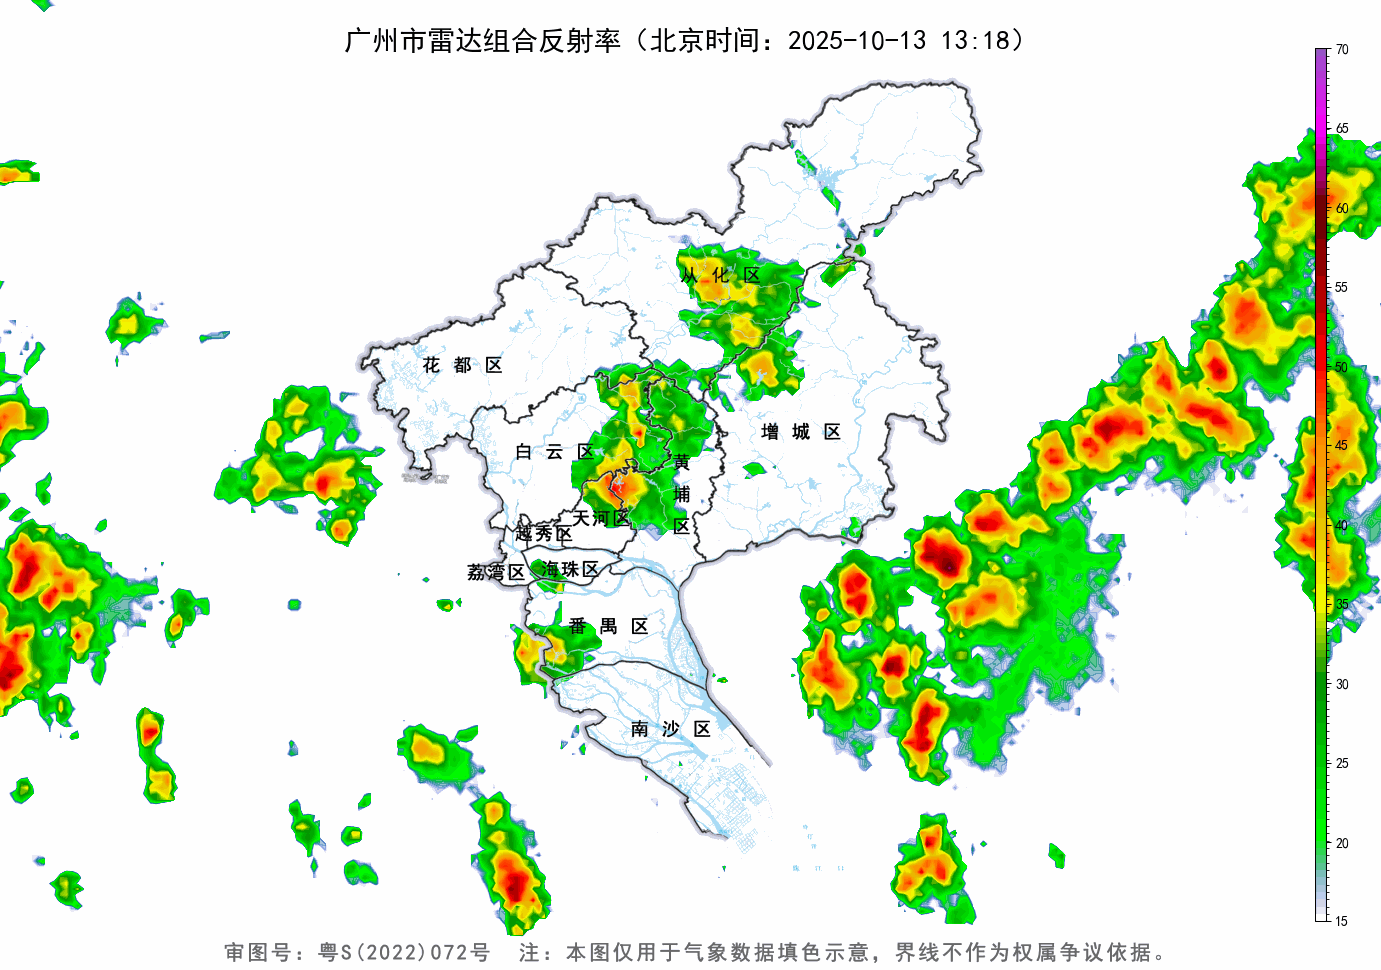 广州市雷达组合反射率（北京时间：2025-10-13 13:18）
70
65
60
55
50
45
40
35
30
25
20
15
从化区
花都区
增城区
白云区
黄埔区
天河区
越秀区
荔湾区
海珠区
番禺区
南沙区
审图号：粤S(2022)072号 注：本图仅用于气象数据填色示意，界线不作为权属争议依据。